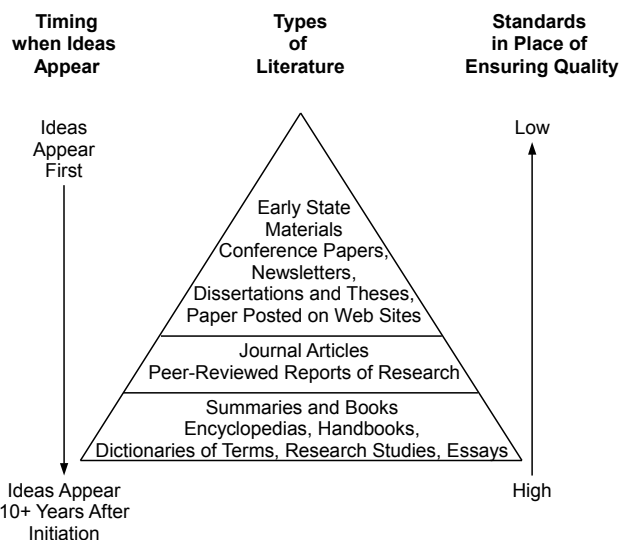 Timing
when Ideas
Appear
Types
of
Literature
Standards
in Place of
Ensuring Quality
Ideas
Appear
First
Low
Early State
Materials
Conference Papers,
Newsletters,
Dissertations and Theses,
Paper Posted on Web Sites
Journal Articles
Peer-Reviewed Reports of Research
Summaries and Books
Encyclopedias, Handbooks,
Dictionaries of Terms, Research Studies, Essays
Ideas Appear
10+ Years After
Initiation
High